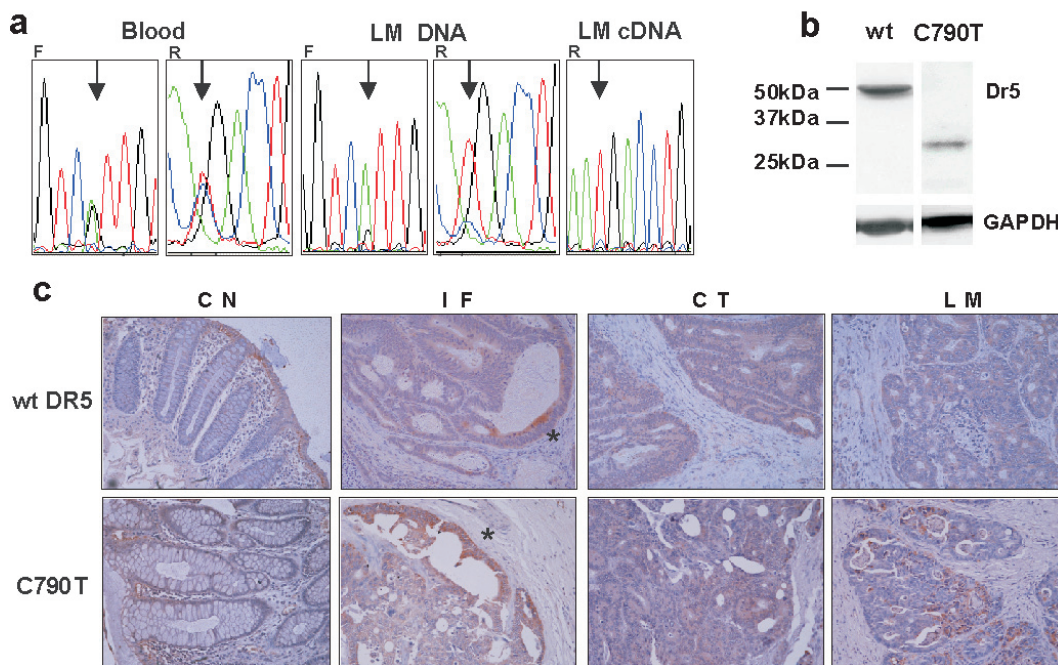 a
Blood
LM DNA
LM cDNA
F
R
F
R
R
b
wt C790T
50kDa
37kDa
25kDa
Dr5
GAPDH
c
C N
I F
C T
L M
wt DR5
*
C790T
*